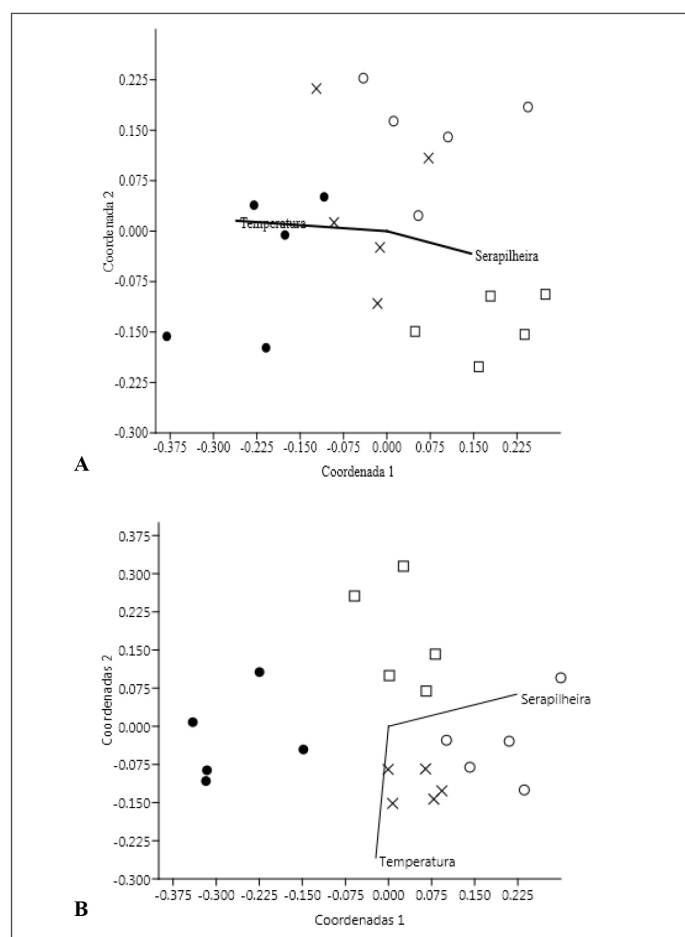 Coordenada 2
0.225
0.150
0.075
0.000
-0.075
-0.150
-0.225
-0.300
Temperatura
Serapilheira
-0.375 -0.300 -0.225 -0.150 -0.075 0.000 0.075 0.150 0.225
Coordenada 1
A
Coordenadas 2
0.375
0.300
0.225
0.150
0.075
0.000
-0.075
-0.150
-0.225
-0.300
Serapilheira
Temperatura
-0.375 -0.300 -0.225 -0.150 -0.075 0.000 0.075 0.150 0.225
Coordenadas 1
B